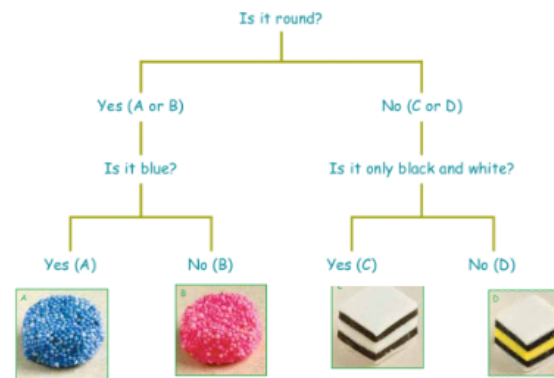 Is it round?
Yes (A or B)
No (C or D)
Is it blue?
Is it only black and white?
Yes (A)
No (B)
Yes (C)
No (D)
A
B
C
D